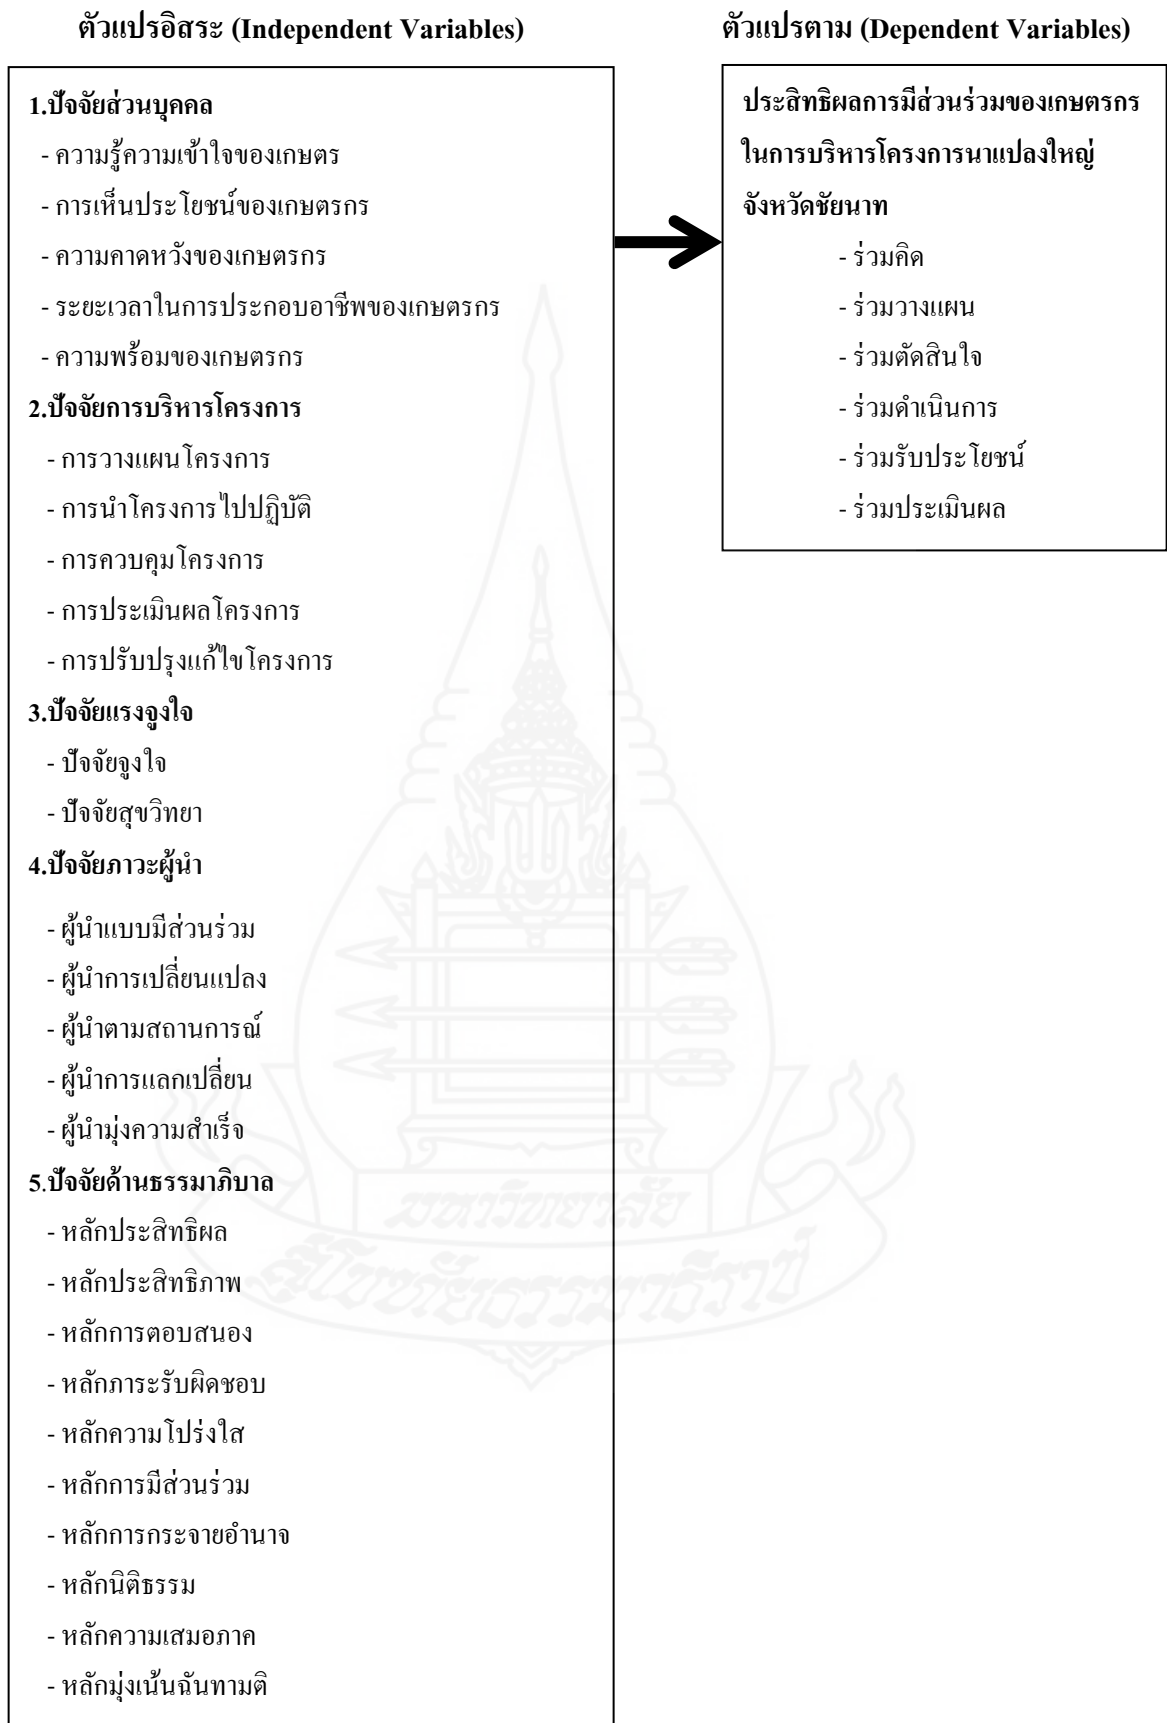 ตัวแปรอิสระ (Independent Variables)
1.ปัจจัยส่วนบุคคล
- ความรู้ความเข้าใจของเกษตร
- การเห็นประโยชน์ของเกษตรกร
- ความคาดหวังของเกษตรกร
- ระยะเวลาในการประกอบอาชีพของเกษตรกร
- ความพร้อมของเกษตรกร
2.ปัจจัยการบริหารโครงการ
- การวางแผนโครงการ
- การนำโครงการไปปฏิบัติ
- การควบคุมโครงการ
- การประเมินผลโครงการ
- การปรับปรุงแก้ไขโครงการ
3.ปัจจัยแรงจูงใจ
- ปัจจัยจูงใจ
- ปัจจัยสุขวิทยา
4.ปัจจัยภาวะผู้นำ
- ผู้นำแบบมีส่วนร่วม
- ผู้นำการเปลี่ยนแปลง
- ผู้นำตามสถานการณ์
- ผู้นำการแลกเปลี่ยน
- ผู้นำมุ่งความสำเร็จ
5.ปัจจัยด้านธรรมาภิบาล
- หลักประสิทธิผล
- หลักประสิทธิภาพ
- หลักการตอบสนอง
- หลักภาระรับผิดชอบ
- หลักความโปร่งใส
- หลักการมีส่วนร่วม
- หลักการกระจายอำนาจ
- หลักนิติธรรม
- หลักความเสมอภาค
- หลักมุ่งเน้นฉันทามติ
ตัวแปรตาม (Dependent Variables)
ประสิทธิผลการมีส่วนร่วมของเกษตรกร
ในการบริหารโครงการนาแปลงใหญ่
จังหวัดชัยนาท
- ร่วมคิด
- ร่วมวางแผน
- ร่วมตัดสินใจ
- ร่วมดำเนินการ
- ร่วมรับประโยชน์
- ร่วมประเมินผล
มหาวิทยาลัย
สุโขทัยธรรมาธิราช